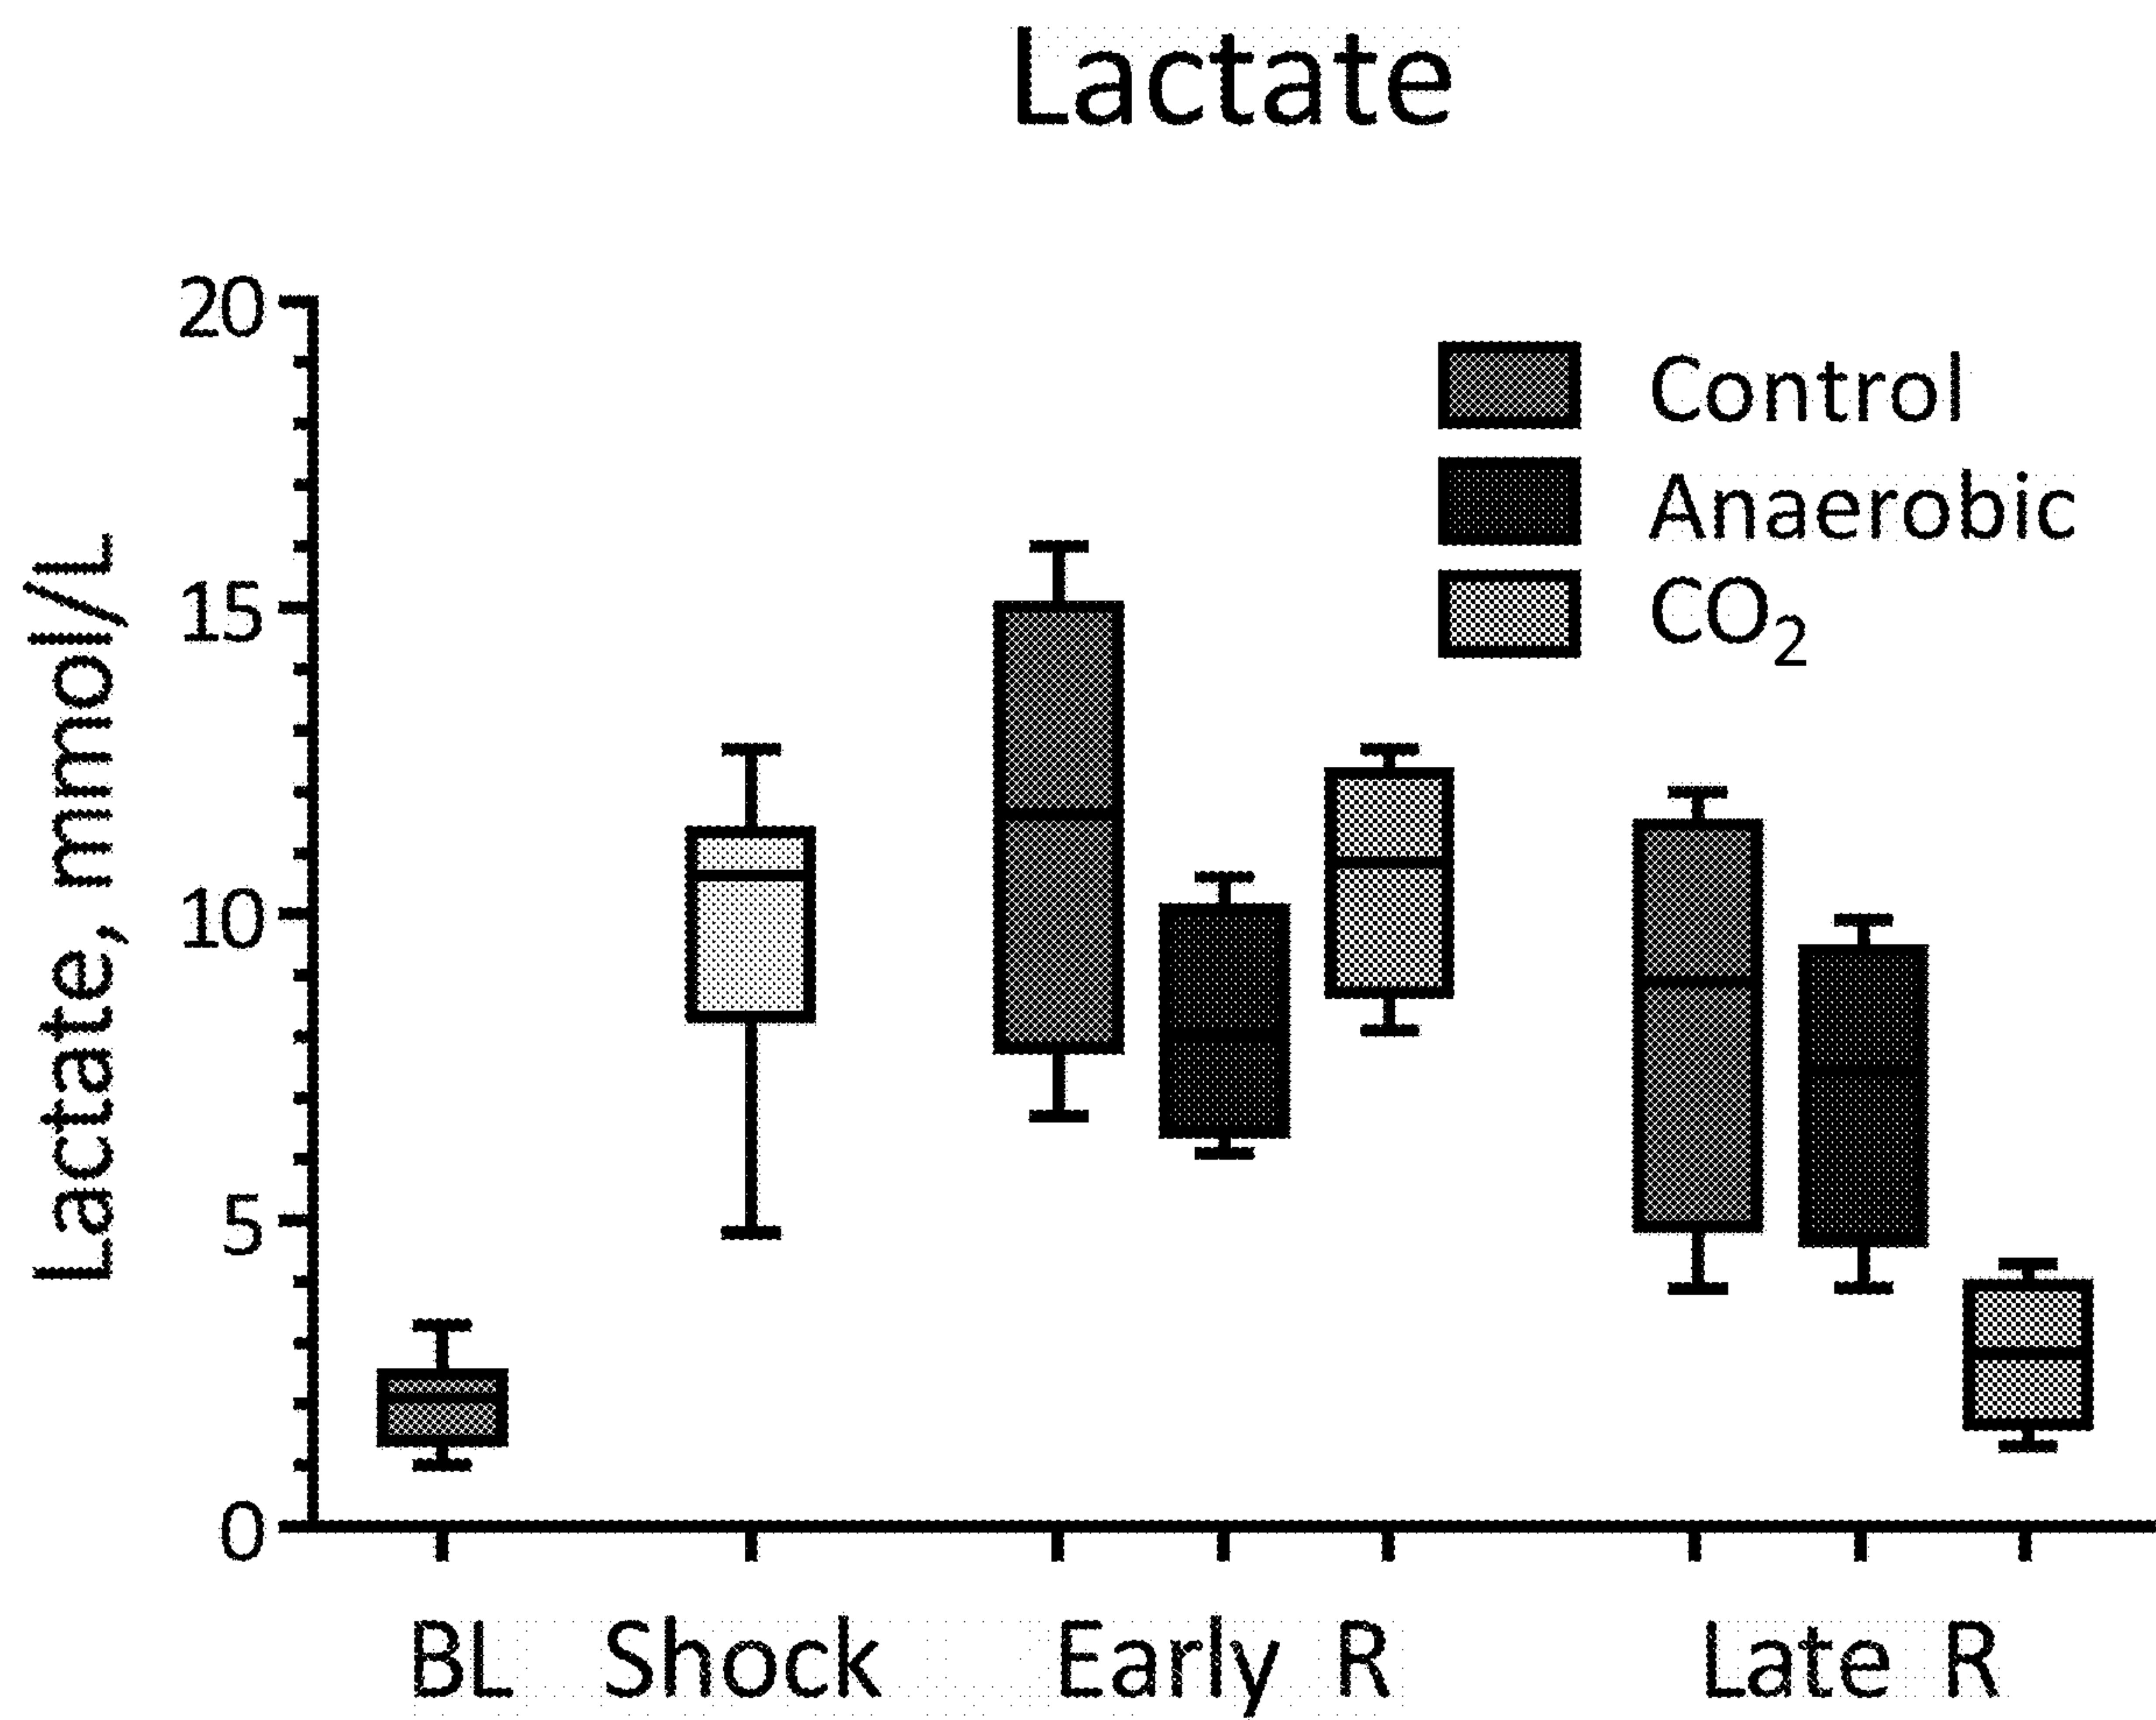 Lactate
Lactate, mmol/L
20
15
10
5
0
Control
Anaerobic
CO₂
BL Shock Early R Late R